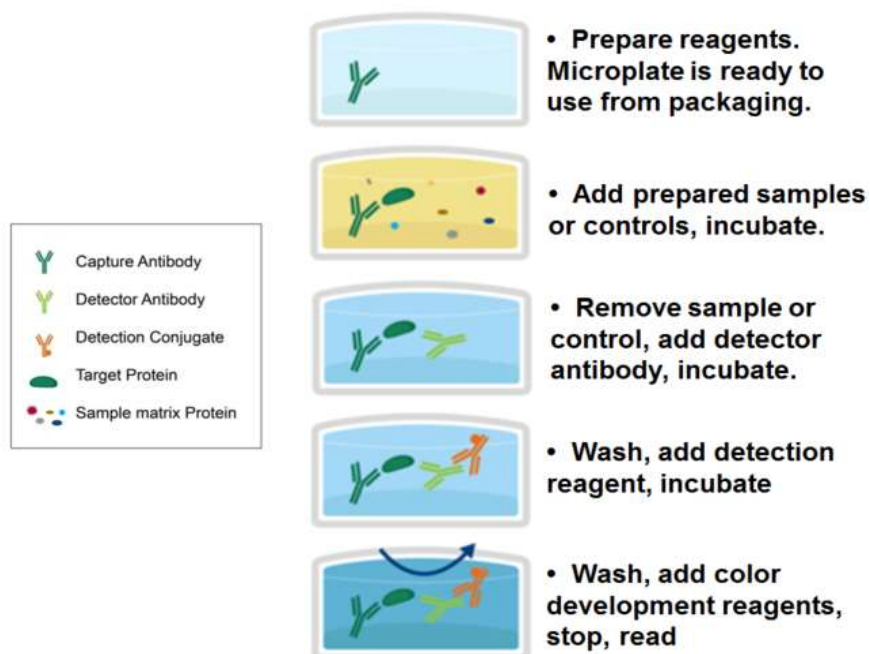 • Prepare reagents.
Microplate is ready to
use from packaging.
• Add prepared samples
or controls, incubate.
Capture Antibody
Detector Antibody
Detection Conjugate
Target Protein
Sample matrix Protein
• Remove sample or
control, add detector
antibody, incubate.
• Wash, add detection
reagent, incubate
• Wash, add color
development reagents,
stop, read